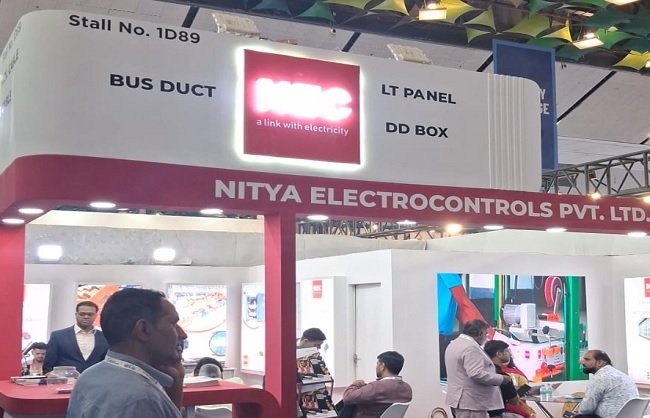 Stall No. 1D89
BUS DUCT
NEC
a link with electricity
LT PANEL
DD BOX
NITYA ELECTROCONTROLS PVT. LTD.